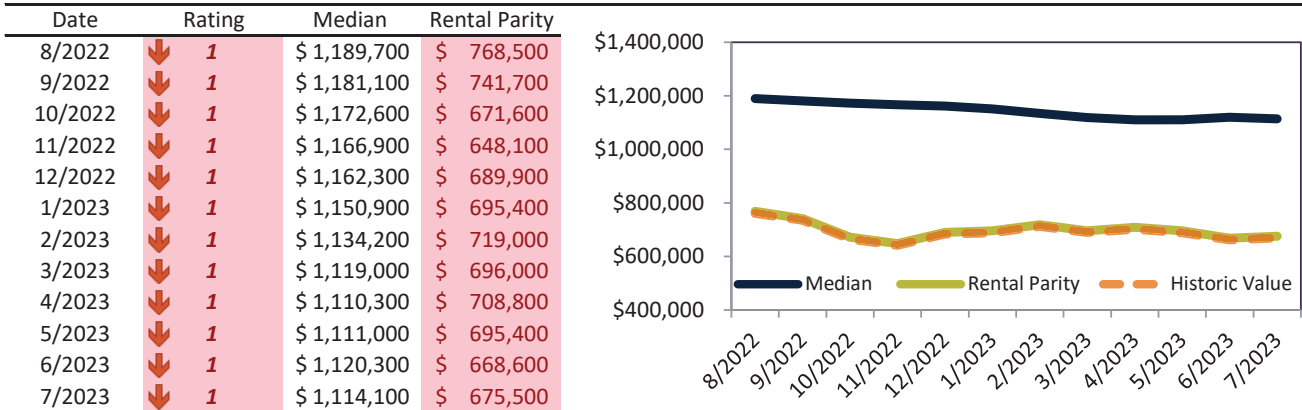 Date Rating Median Rental Parity
8/2022 1 $ 1,189,700 $ 768,500
9/2022 1 $ 1,181,100 $ 741,700
10/2022 1 $ 1,172,600 $ 671,600
11/2022 1 $ 1,166,900 $ 648,100
12/2022 1 $ 1,162,300 $ 689,900
1/2023 1 $ 1,150,900 $ 695,400
2/2023 1 $ 1,134,200 $ 719,000
3/2023 1 $ 1,119,000 $ 696,000
4/2023 1 $ 1,110,300 $ 708,800
5/2023 1 $ 1,111,000 $ 695,400
6/2023 1 $ 1,120,300 $ 668,600
7/2023 1 $ 1,114,100 $ 675,500
$1,400,000
$1,200,000
$1,000,000
$800,000
$600,000
$400,000
Median Rental Parity Historic Value
8/2022 9/2022 10/2022 11/2022 12/2022 1/2023 2/2023 3/2023 4/2023 5/2023 6/2023 7/2023